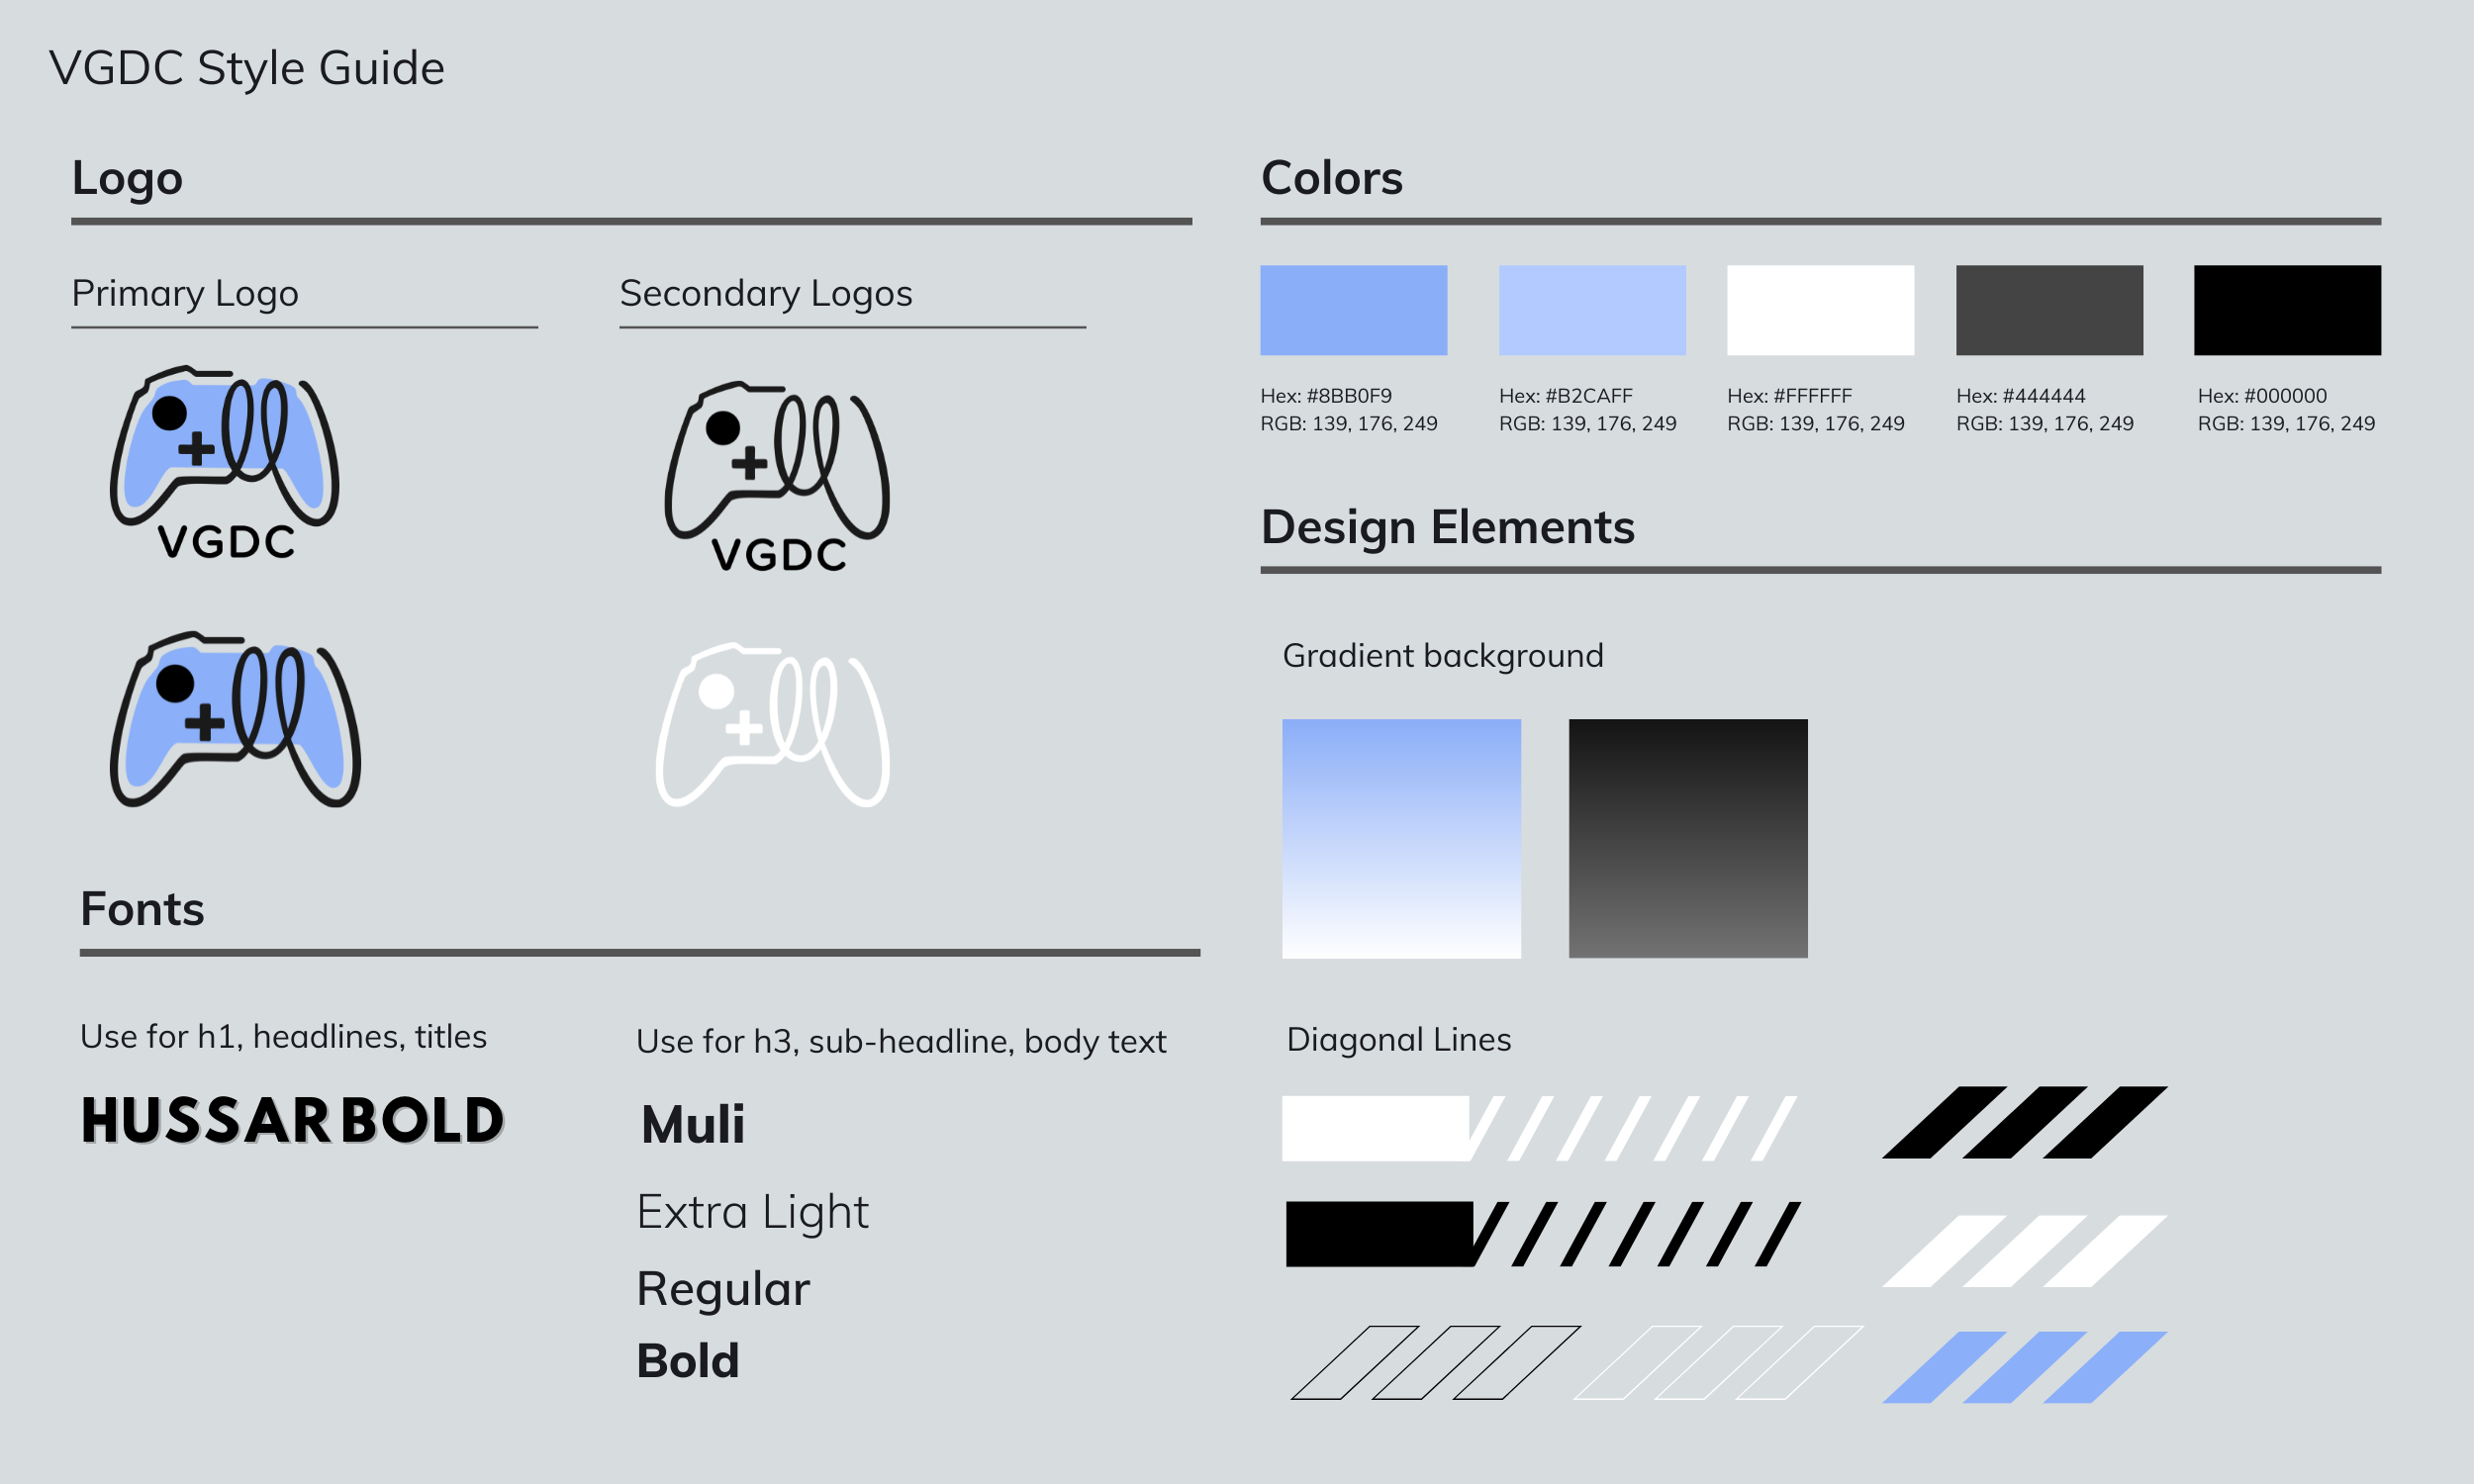 VGDC Style Guide
Logo
Primary Logo
Secondary Logos
VGDC
VGDC
Fonts
Use for h1, headlines, titles
HUSSAR BOLD
Use for h3, sub-headline, body text
Muli
Extra Light
Regular
Bold
Colors
Hex: #8BB0F9
RGB: 139, 176, 249
Hex: #B2CAFF
RGB: 139, 176, 249
Hex: #FFFFFF
RGB: 139, 176, 249
Hex: #444444
RGB: 139, 176, 249
Hex: #000000
RGB: 139, 176, 249
Design Elements
Gradient background
Diagonal Lines